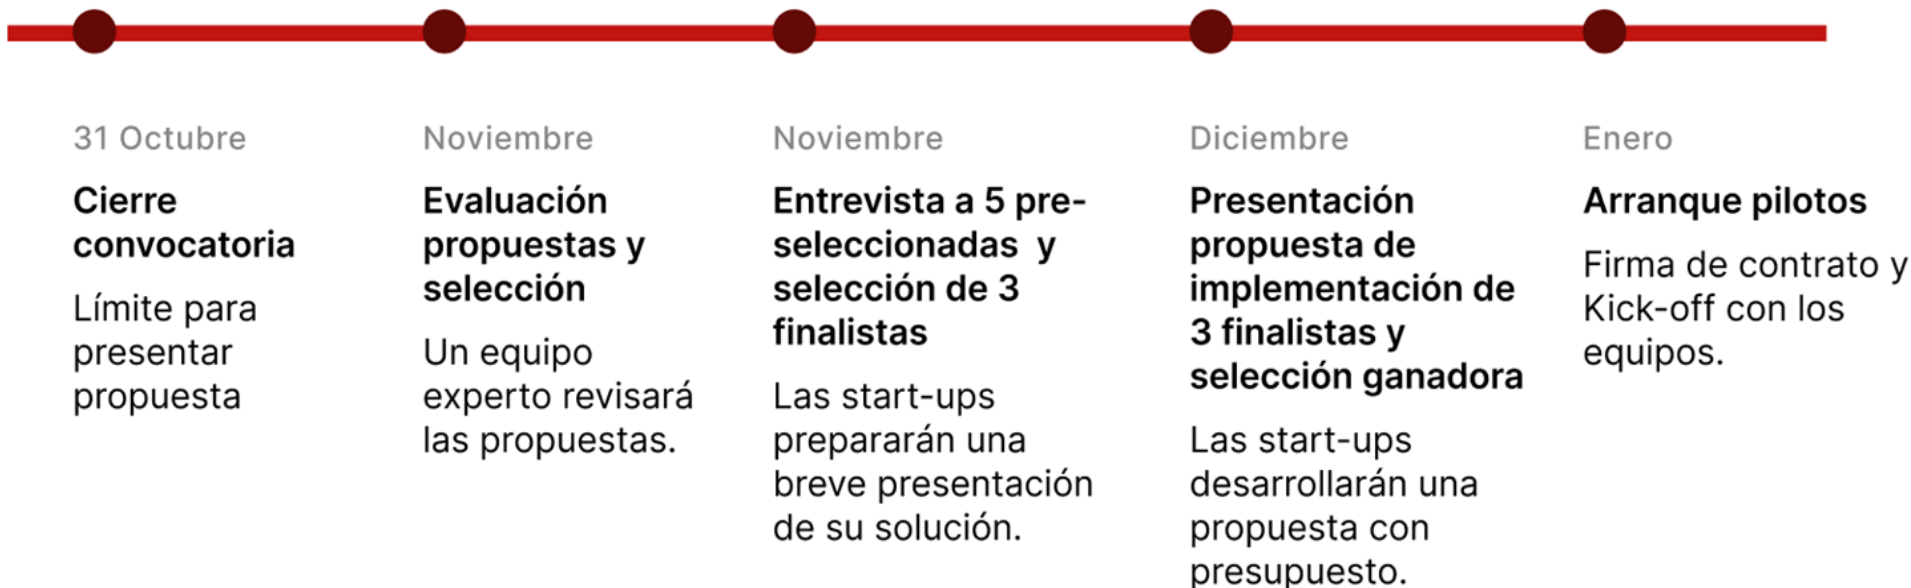 31 Octubre
Cierre
convocatoria
Límite para
presentar
propuesta
Noviembre
Evaluación
propuestas y
selección
Un equipo
experto revisará
las propuestas.
Noviembre
Entrevista a 5 pre-
seleccionadas  y
selección de 3
finalistas
Las start-ups
prepararán una
breve presentación
de su solución.
Diciembre
Presentación
propuesta de
implementación de
3 finalistas y
selección ganadora
Las start-ups
desarrollarán una
propuesta con
presupuesto.
Enero
Arranque pilotos
Firma de contrato y
Kick-off con los
equipos.